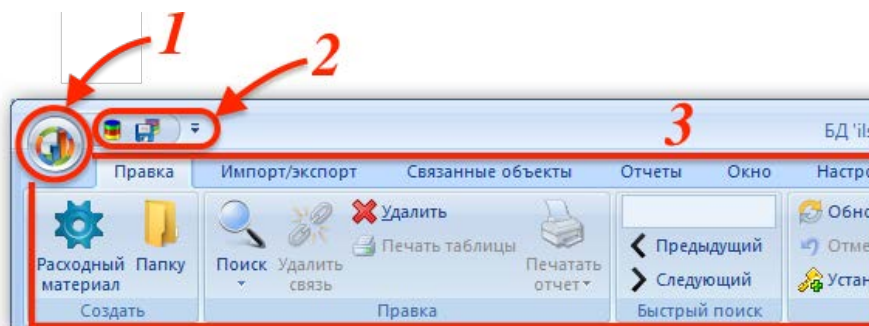 1
2
3
БД 'ils
Правка Импорт/экспорт Связанные объекты Отчеты Окно Настро
Расходный материал
Папку
Создать
Поиск
Удалить связь
Удалить
Печать таблицы
Печатать отчет
Правка
Предыдущий
Следующий
Быстрый поиск
Обно
Отме
Устан